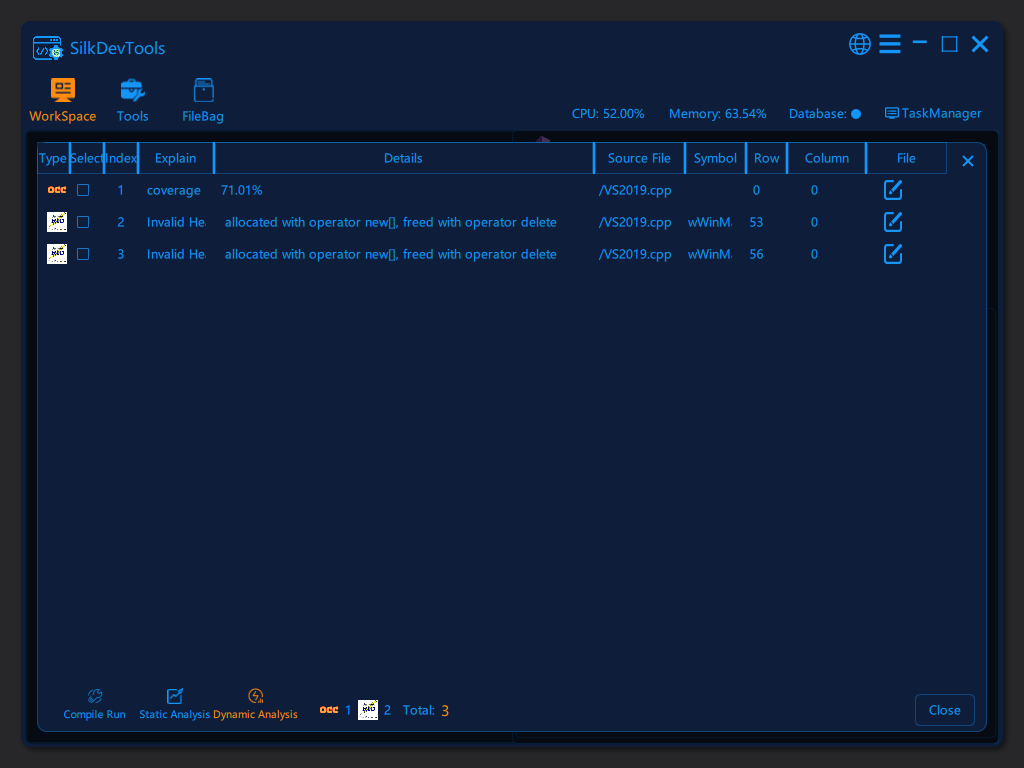 SilkDevTools
WorkSpace Tools FileBag CPU: 52.00% Memory: 63.54% Database: TaskManager
Type Select Index Explain Details Source File Symbol Row Column File
occ 1 coverage 71.01% /VS2019.cpp 0 0
2 Invalid He allocated with operator new[], freed with operator delete /VS2019.cpp wWinM 53 0
3 Invalid He allocated with operator new[], freed with operator delete /VS2019.cpp wWinM 56 0
Compile Run Static Analysis Dynamic Analysis occ 1 2 Total: 3 Close